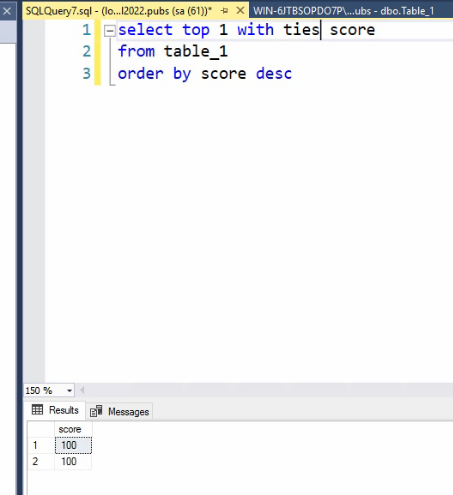 SQLQuery7.sql - (lo...l2022.pubs (sa (61))* WIN-6JTBSOPDO7P\...ubs - dbo.Table_1
1 select top 1 with ties score
2 from table_1
3 order by score desc
150 %
Results Messages
score
1 100
2 100